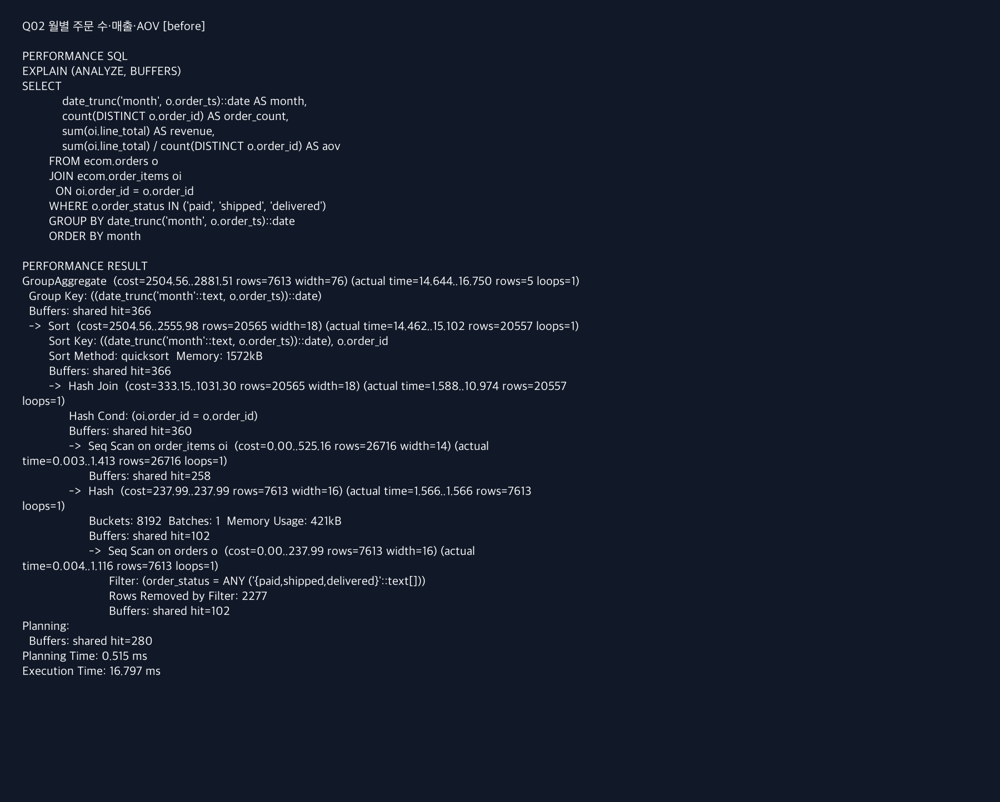 Q02 월별 주문 수·매출·AOV [before]
PERFORMANCE SQL
EXPLAIN (ANALYZE, BUFFERS)
SELECT
date_trunc('month', o.order_ts)::date AS month,
count(DISTINCT o.order_id) AS order_count,
sum(oi.line_total) AS revenue,
sum(oi.line_total) / count(DISTINCT o.order_id) AS aov
FROM ecom.orders o
JOIN ecom.order_items oi
ON oi.order_id = o.order_id
WHERE o.order_status IN ('paid', 'shipped', 'delivered')
GROUP BY date_trunc('month', o.order_ts)::date
ORDER BY month
PERFORMANCE RESULT
GroupAggregate  (cost=2504.56..2881.51 rows=7613 width=76) (actual time=14.644..16.750 rows=5 loops=1)
Group Key: ((date_trunc('month'::text, o.order_ts))::date)
Buffers: shared hit=366
->  Sort  (cost=2504.56..2555.98 rows=20565 width=18) (actual time=14.462..15.102 rows=20557 loops=1)
Sort Key: ((date_trunc('month'::text, o.order_ts))::date), o.order_id
Sort Method: quicksort  Memory: 1572kB
Buffers: shared hit=366
->  Hash Join  (cost=333.15..1031.30 rows=20565 width=18) (actual time=1.588..10.974 rows=20557
loops=1)
Hash Cond: (oi.order_id = o.order_id)
Buffers: shared hit=360
->  Seq Scan on order_items oi  (cost=0.00..525.16 rows=26716 width=14) (actual
time=0.003..1.413 rows=26716 loops=1)
Buffers: shared hit=258
->  Hash  (cost=237.99..237.99 rows=7613 width=16) (actual time=1.566..1.566 rows=7613
loops=1)
Buckets: 8192  Batches: 1  Memory Usage: 421kB
Buffers: shared hit=102
->  Seq Scan on orders o  (cost=0.00..237.99 rows=7613 width=16) (actual
time=0.004..1.116 rows=7613 loops=1)
Filter: (order_status = ANY ('{paid,shipped,delivered}'::text[]))
Rows Removed by Filter: 2277
Buffers: shared hit=102
Planning:
Buffers: shared hit=280
Planning Time: 0.515 ms
Execution Time: 16.797 ms